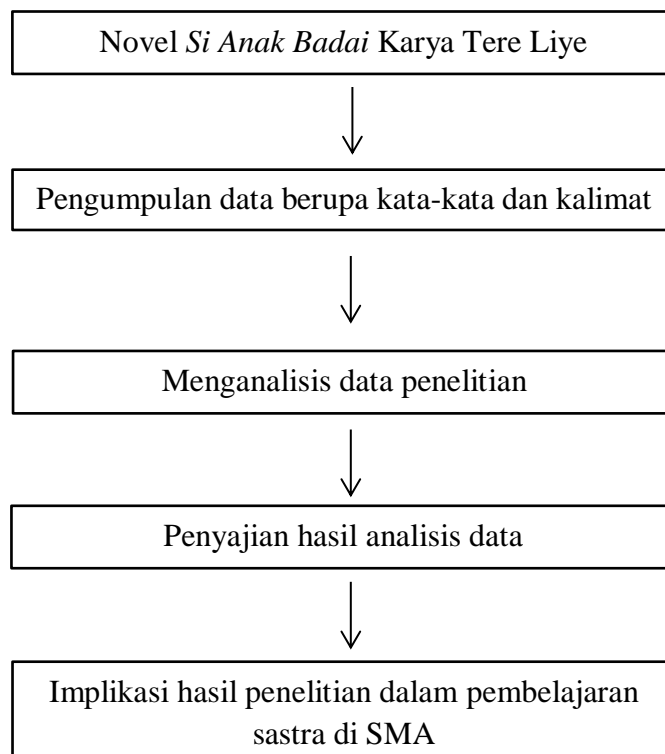 Novel Si Anak Badai Karya Tere Liye
Pengumpulan data berupa kata-kata dan kalimat
Menganalisis data penelitian
Penyajian hasil analisis data
Implikasi hasil penelitian dalam pembelajaran
sastra di SMA